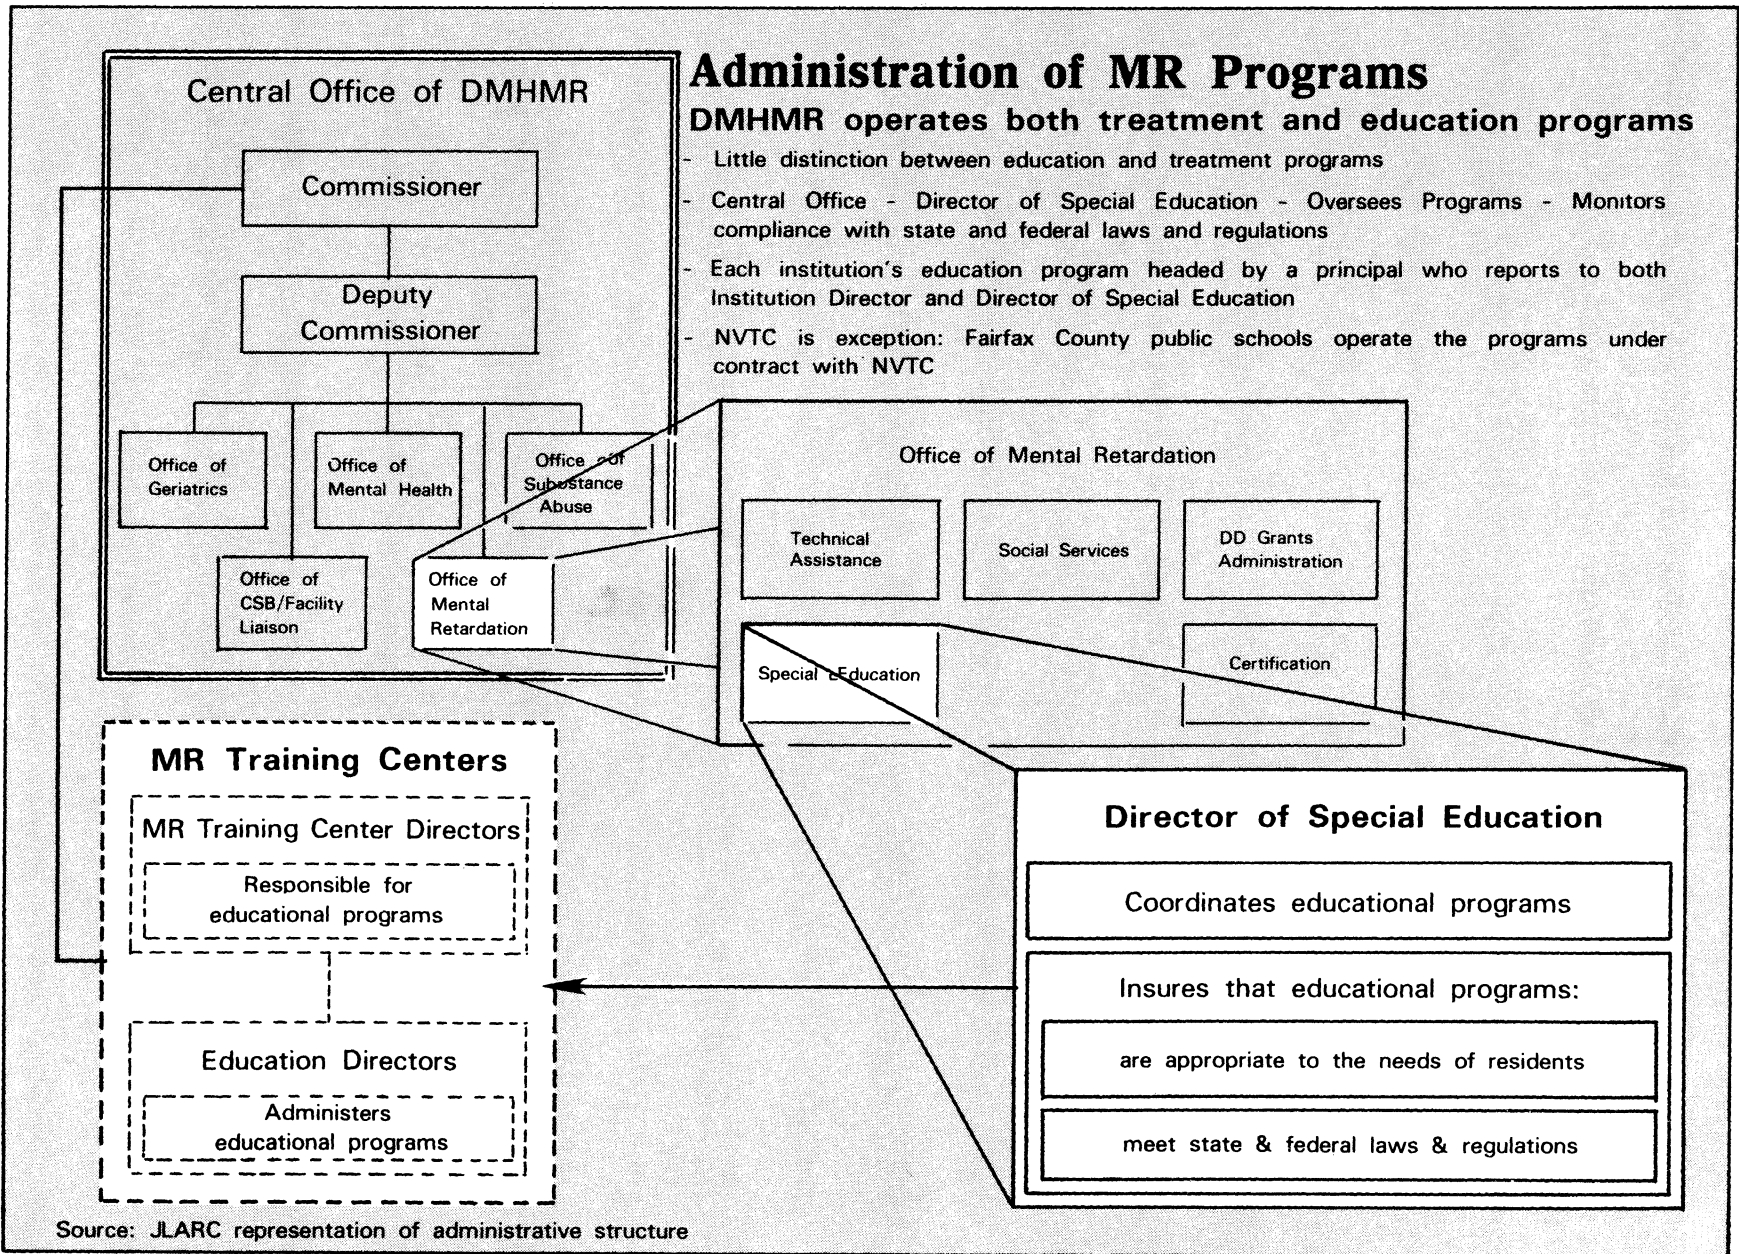 Administration of MR Programs
DMHMR operates both treatment and education programs
- Little distinction between education and treatment programs
- Central Office - Director of Special Education - Oversees Programs - Monitors
compliance with state and federal laws and regulations
- Each institution's education program headed by a principal who reports to both
Institution Director and Director of Special Education
- NVTC is exception: Fairfax County public schools operate the programs under
contract with NVTC
Central Office of DMHMR
Commissioner
Deputy
Commissioner
Office of
Geriatrics
Office of
Mental Health
Office of
Substance
Abuse
Office of
CSB/Facility
Liaison
Office of
Mental
Retardation
Office of Mental Retardation
Technical
Assistance
Social Services
DD Grants
Administration
Special Education
Certification
MR Training Centers
MR Training Center Directors
Responsible for
educational programs
Education Directors
Administers
educational programs
Director of Special Education
Coordinates educational programs
Insures that educational programs:
are appropriate to the needs of residents
meet state & federal laws & regulations
Source: JLARC representation of administrative structure